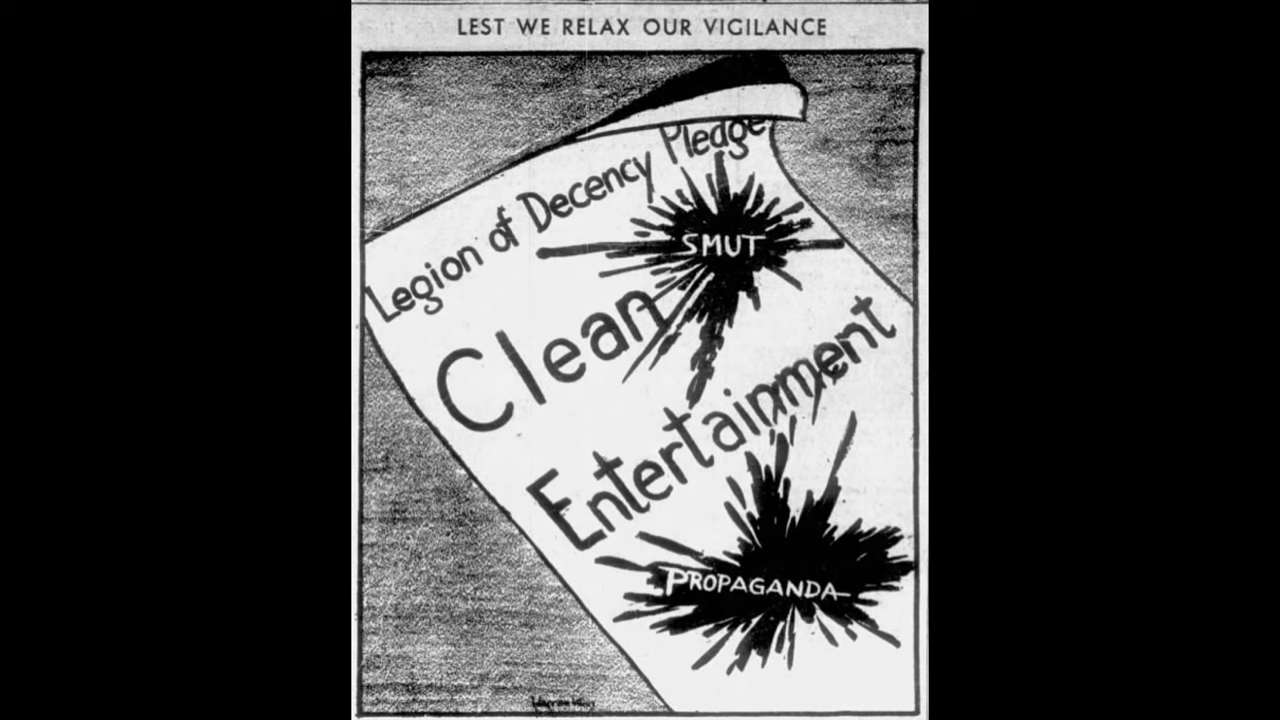 LEST WE RELAX OUR VIGILANCE
Legion of Decency Pledge
SMUT
Clean
Entertainment
PROPAGANDA